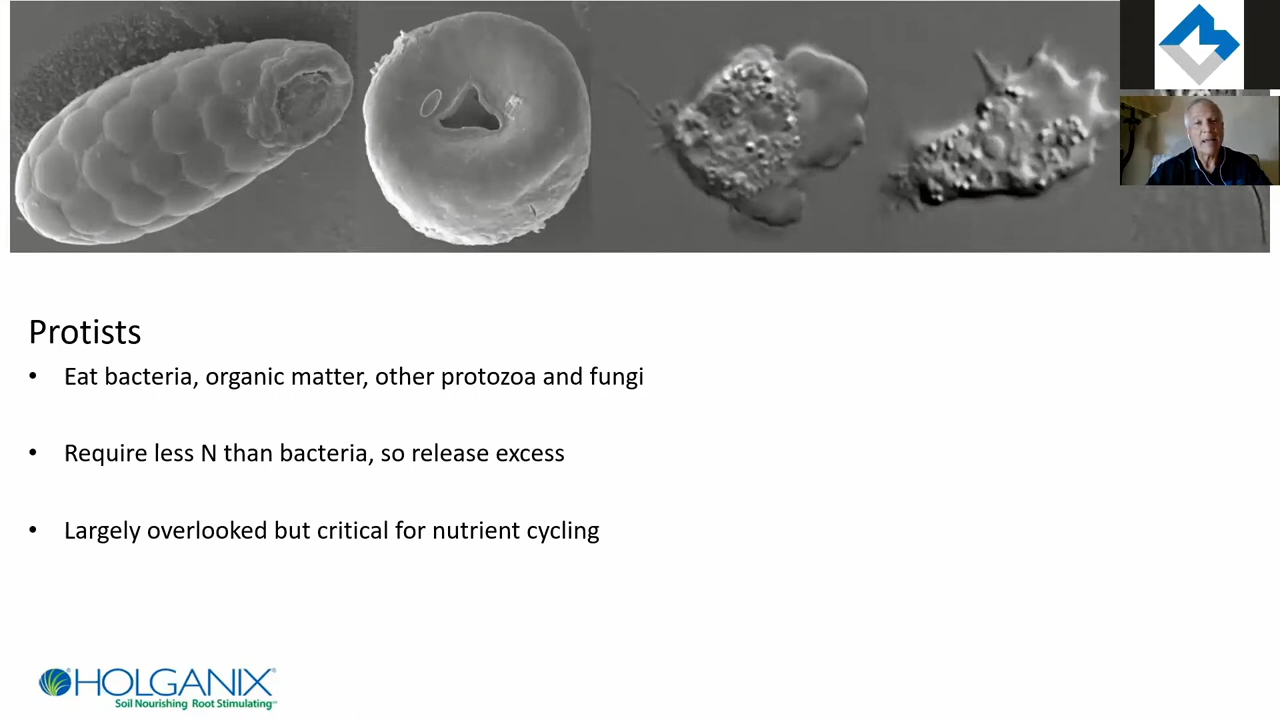 Protists
• Eat bacteria, organic matter, other protozoa and fungi
• Require less N than bacteria, so release excess
• Largely overlooked but critical for nutrient cycling
HOLGANIX®
Soil Nourishing Root Stimulating℠